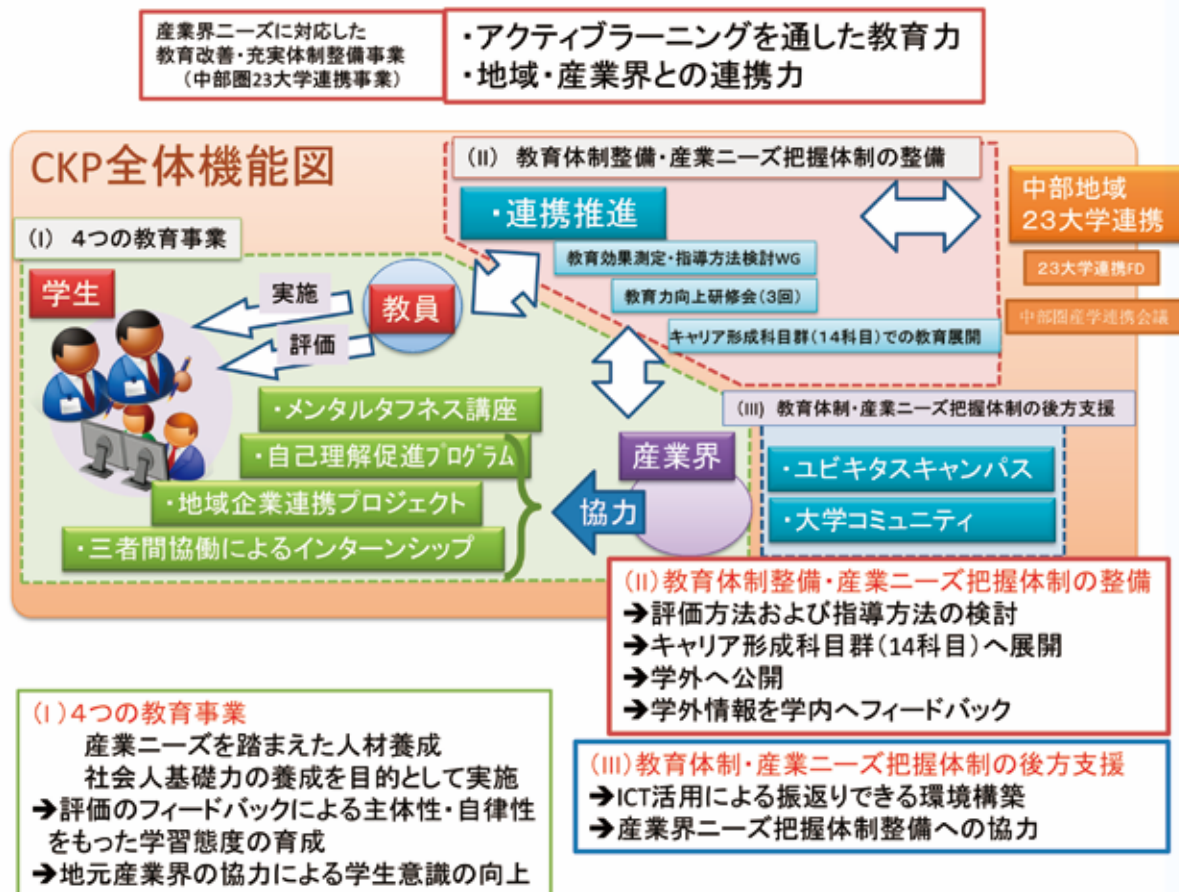 産業界ニーズに対応した
教育改善・充実体制整備事業
(中部圏23大学連携事業)
・アクティブラーニングを通した教育力
・地域・産業界との連携力
CKP全体機能図
(II) 教育体制整備・産業ニーズ把握体制の整備
・連携推進
教育効果測定・指導方法検討WG
教育力向上研修会(3回)
キャリア形成科目群(14科目)での教育展開
中部地域
23大学連携
23大学連携FD
中部圏産学連携会議
(I) 4つの教育事業
学生
実施
評価
教員
・メンタルタフネス講座
・自己理解促進プログラム
・地域企業連携プロジェクト
・三者間協働によるインターンシップ
協力
産業界
(III) 教育体制・産業ニーズ把握体制の後方支援
・ユビキタスキャンパス
・大学コミュニティ
(II)教育体制整備・産業ニーズ把握体制の整備
➔評価方法および指導方法の検討
➔キャリア形成科目群(14科目)へ展開
➔学外へ公開
➔学外情報を学内へフィードバック
(I)4つの教育事業
産業ニーズを踏まえた人材養成
社会人基礎力の養成を目的として実施
➔評価のフィードバックによる主体性・自律性
をもった学習態度の育成
➔地元産業界の協力による学生意識の向上
(III)教育体制・産業ニーズ把握体制の後方支援
➔ICT活用による振返りできる環境構築
➔産業界ニーズ把握体制整備への協力